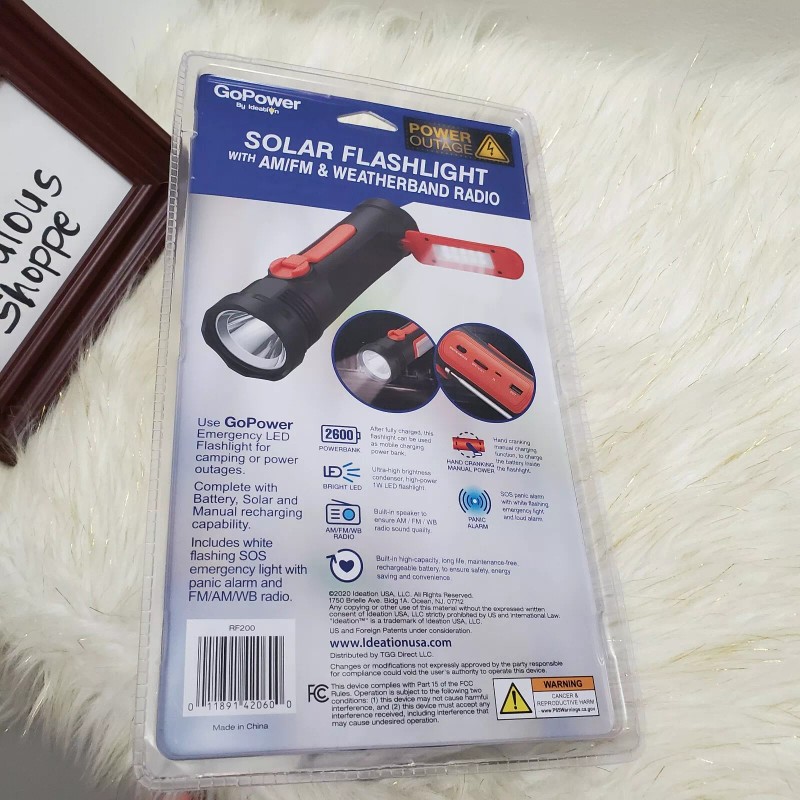 GoPower
By Ideation
POWER
OUTAGE
SOLAR FLASHLIGHT
WITH AM/FM & WEATHERBAND RADIO
ulous
Shoppe
Use GoPower
Emergency LED
Flashlight for
camping or power
outages.
Complete with
Battery, Solar and
Manual recharging
capability.
Includes white
flashing SOS
emergency light with
panic alarm and
FM/AM/WB radio.
2600
POWERBANK
After fully charged, this
flashlight can be used
as mobile charging
power bank.
LED
BRIGHT LED
Ultra-high brightness
condensor, high-power
1W LED flashlight.
AM/FM/WB
RADIO
Built-in speaker to
ensure AM / FM / WB
radio sound quality.
HAND CRANKING
MANUAL POWER
Hand cranking
manual charging
function, to charge
the battery inside
the flashlight.
PANIC
ALARM
SOS panic alarm
with white flashing
emergency light
and loud alarm.
Built-in high-capacity, long life, maintenance-free,
rechargeable battery, to ensure safety, energy
saving and convenience.
©2020 Ideation USA, LLC. All Rights Reserved.
1750 Brielle Ave. Bldg 1A. Ocean, NJ. 07712
Any copying or other use of this material without the expressed written
consent of Ideation USA, LLC strictly prohibited by US and International Law.
"Ideation™" is a trademark of Ideation USA, LLC.
US and Foreign Patents under consideration.
www.Ideationusa.com
Distributed by TGG Direct LLC.
Changes or modifications not expressly approved by the party responsible
for compliance could void the user's authority to operate this device.
FC
This device complies with Part 15 of the FCC
Rules. Operation is subject to the following two
conditions: (1) this device may not cause harmful
interference, and (2) this device must accept any
interference received, including interference that
may cause undesired operation.
WARNING
CANCER &
REPRODUCTIVE HARM
www.P65Warnings.ca.gov
RF200
0 11891 42060 0
Made in China